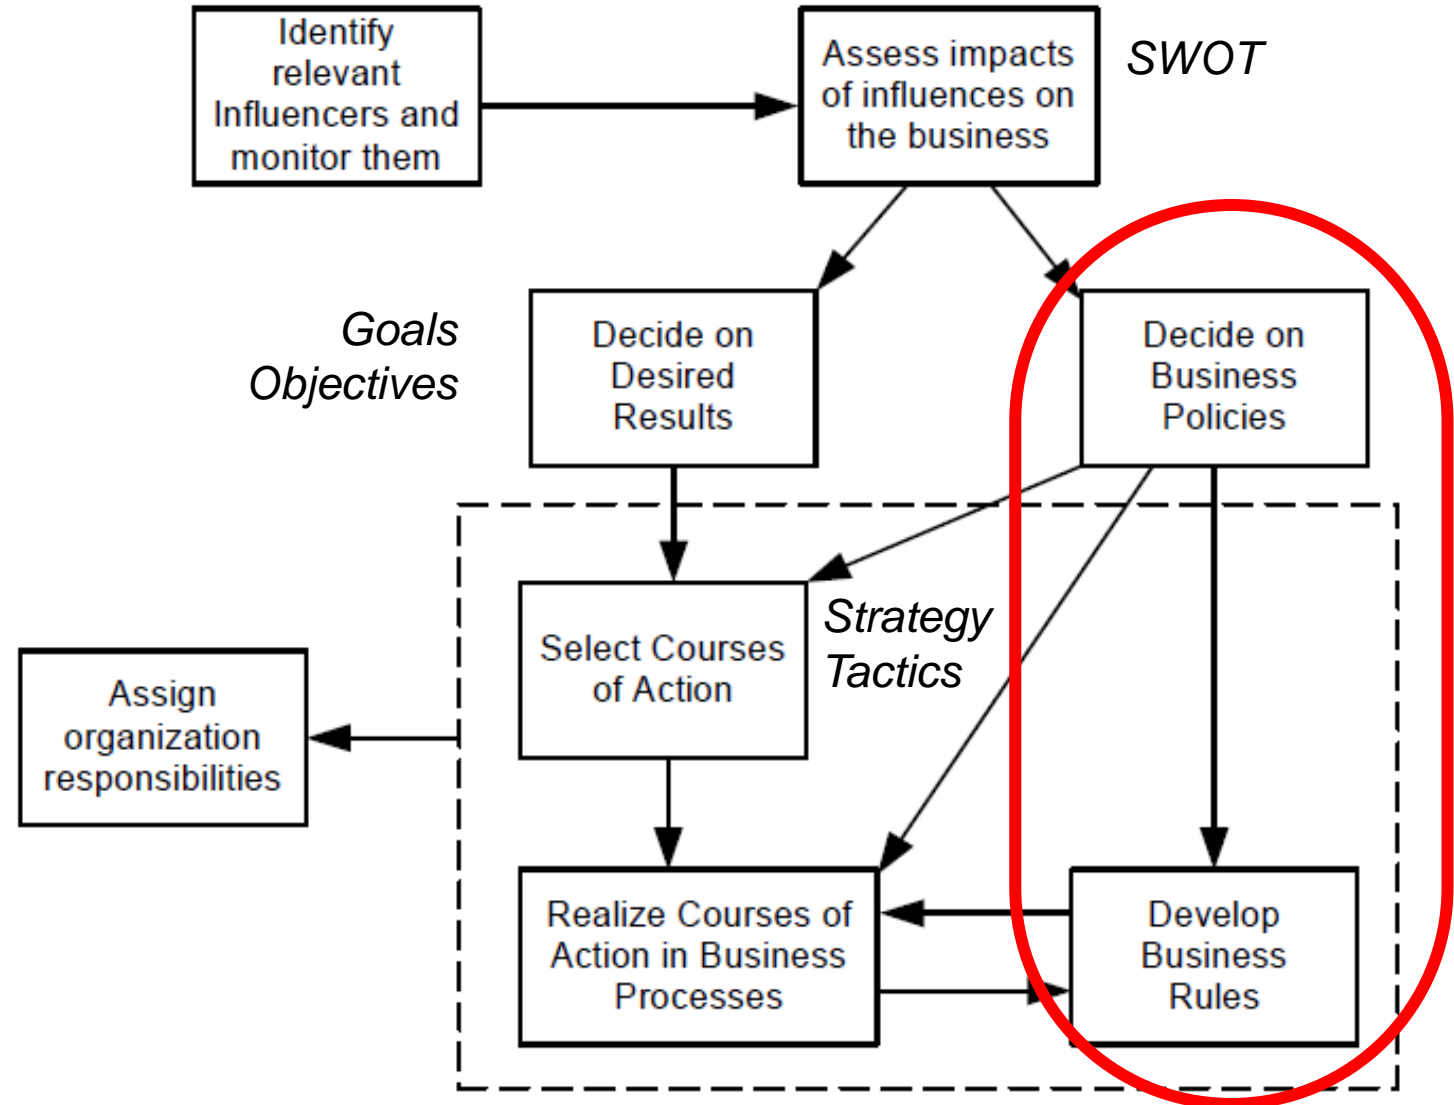 Identify
relevant
Influencers and
monitor them
Assess impacts
of influences on
the business
SWOT
Goals
Objectives
Decide on
Desired
Results
Decide on
Business
Policies
Select Courses
of Action
Strategy
Tactics
Assign
organization
responsibilities
Realize Courses of
Action in Business
Processes
Develop
Business
Rules